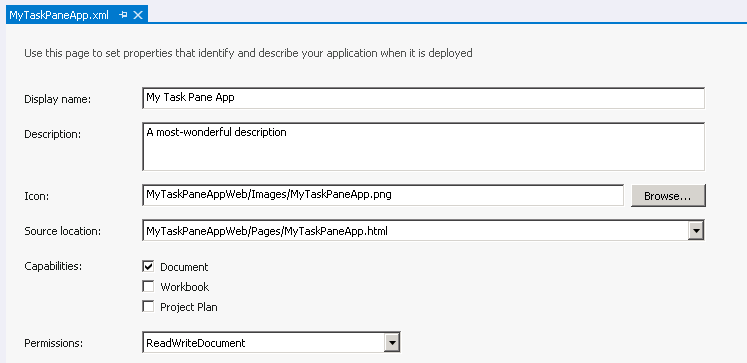 MyTaskPaneApp.xml
Use this page to set properties that identify and describe your application when it is deployed
Display name: My Task Pane App
Description: A most-wonderful description
Icon: MyTaskPaneAppWeb/Images/MyTaskPaneApp.png Browse...
Source location: MyTaskPaneAppWeb/Pages/MyTaskPaneApp.html
Capabilities: Document
Workbook
Project Plan
Permissions: ReadWriteDocument